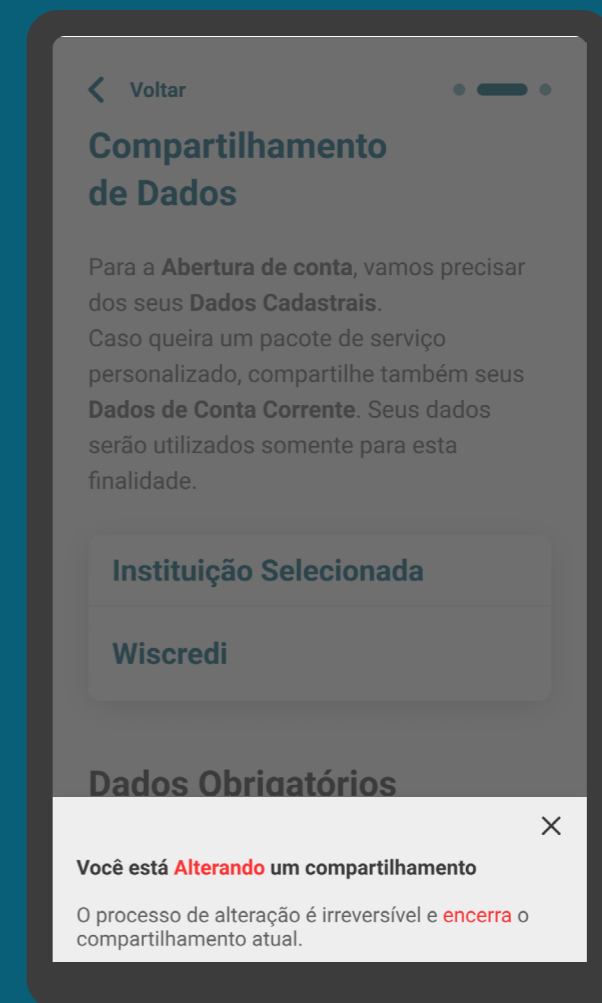 Voltar
Compartilhamento
de Dados
Para a Abertura de conta, vamos precisar
dos seus Dados Cadastrais.
Caso queira um pacote de serviço
personalizado, compartilhe também seus
Dados de Conta Corrente. Seus dados
serão utilizados somente para esta
finalidade.
Instituição Selecionada
Wiscredi
Dados Obrigatórios
Você está Alterando um compartilhamento
O processo de alteração é irreversível e encerra o
compartilhamento atual.